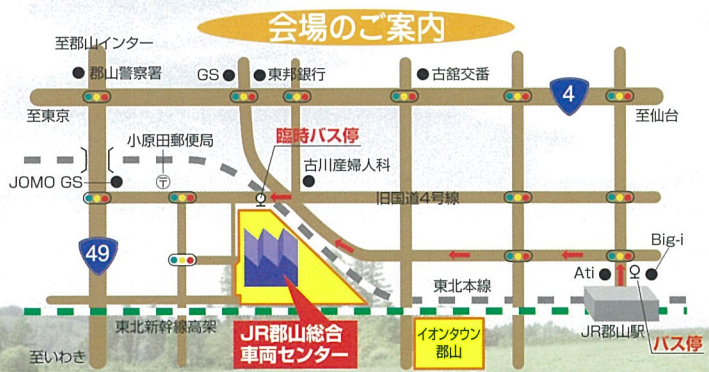 会場のご案内
至郡山インター
郡山警察署
GS
東邦銀行
古舘交番
4
至東京
至仙台
小原田郵便局
臨時バス停
古川産婦人科
JOMO GS
〒
旧国道4号線
49
Big-i
Ati
東北本線
東北新幹線高架
JR郡山総合
車両センター
イオンタウン
郡山
JR郡山駅
バス停
至いわき